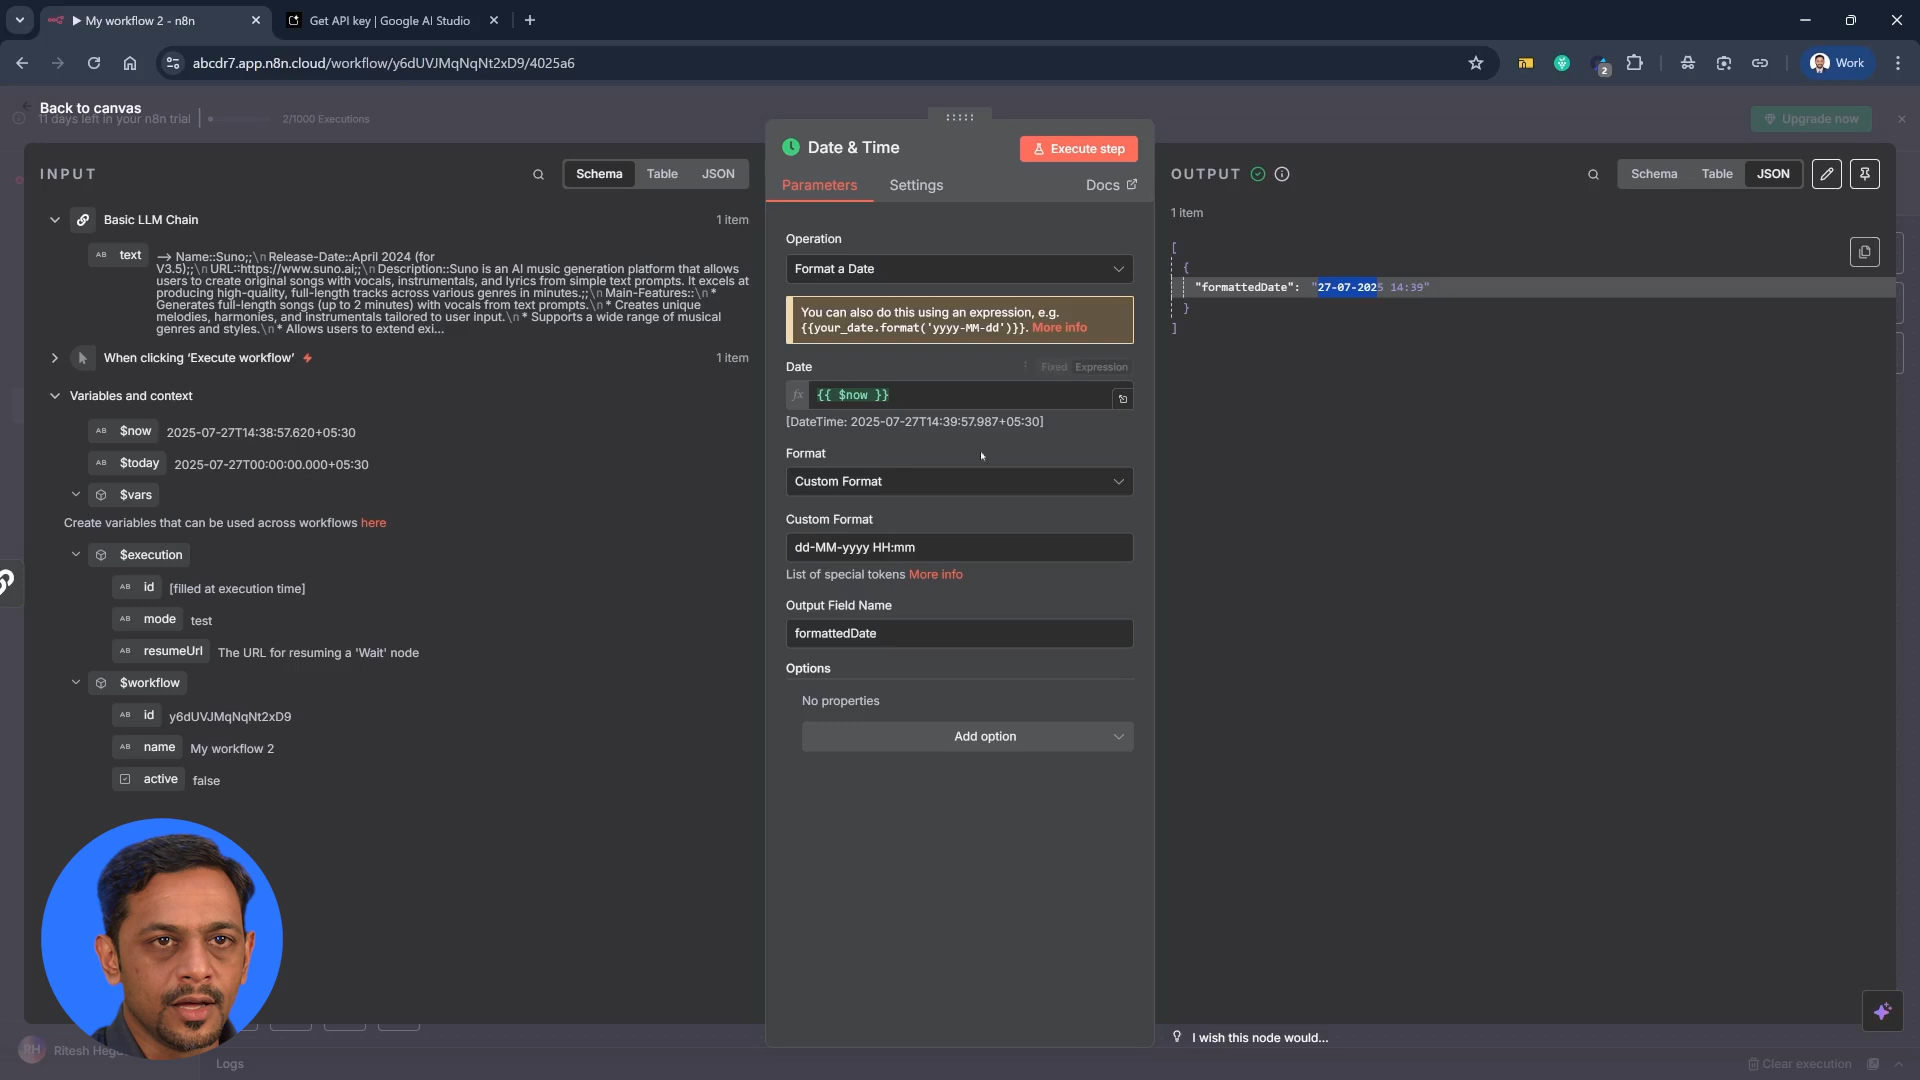 My workflow 2 - n8n
Get API key | Google AI Studio
abcdr7.app.n8n.cloud/workflow/y6dUVJMqNqNt2xD9/4025a6
2
Work
Back to canvas
11 days left in your n8n trial
2/1000 Executions
Upgrade now
INPUT
Schema
Table
JSON
Basic LLM Chain
1 item
text
--> Name::Suno;;\n Release-Date::April 2024 (for
V3.5);;\n URL::https://www.suno.ai;;\n Description::Suno is an AI music generation platform that allows
users to create original songs with vocals, instruments, and lyrics from simple text prompts. It excels at
producing high-quality, full-length tracks across various genres in minutes.;;\n Main-Features::\n *
Generates full-length songs (up to 2 minutes) with vocals from text prompts.\n * Creates unique
melodies, harmonies, and instrumentals tailored to user input.\n * Supports a wide range of musical
genres and styles.\n * Allows users to extend exi...
When clicking ‘Execute workflow’
1 item
Variables and context
$now
2025-07-27T14:38:57.620+05:30
$today
2025-07-27T00:00:00.000+05:30
$vars
Create variables that can be used across workflows here
$execution
id
[filled at execution time]
mode
test
resumeUrl
The URL for resuming a 'Wait' node
$workflow
id
y6dUVJMqNqNt2xD9
name
My workflow 2
active
false
RH
Logs
Date & Time
Execute step
Parameters
Settings
Docs
Operation
Format a Date
You can also do this using an expression, e.g.
{{your_date.format('yyyy-MM-dd')}}. More info
Date
Fixed
Expression
fx
{{ $now }}
[DateTime: 2025-07-27T14:39:57.987+05:30]
Format
Custom Format
Custom Format
dd-MM-yyyy HH:mm
List of special tokens More info
Output Field Name
formattedDate
Options
No properties
Add option
OUTPUT
Schema
Table
JSON
1 item
[
{
"formattedDate": "27-07-2025 14:39"
}
]
I wish this node would...
Clear execution